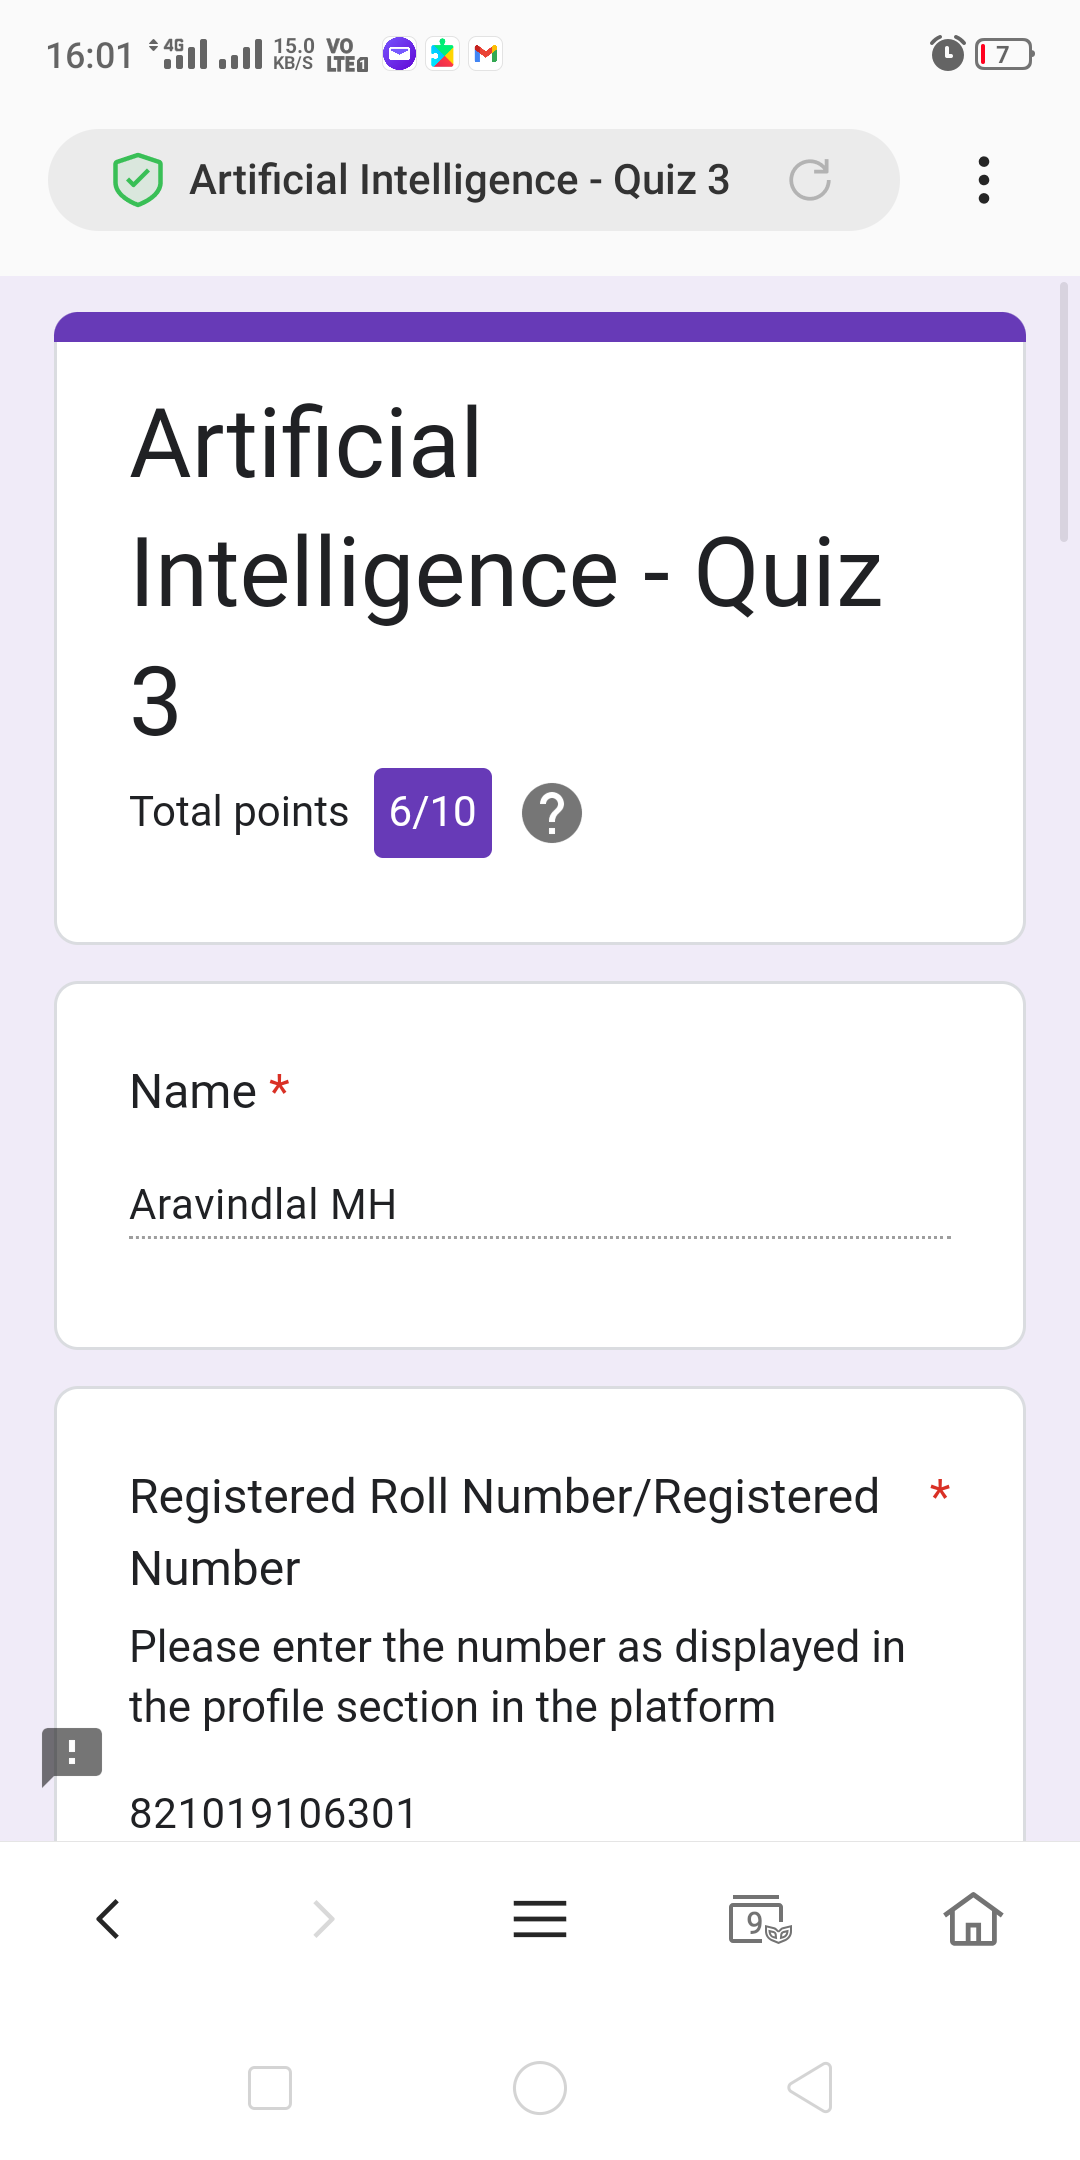 16:01 4G 15.0 KB/S VO LTE1 7
Artificial Intelligence - Quiz 3
Artificial
Intelligence - Quiz
3
Total points 6/10 ?
Name *
Aravindlal MH
Registered Roll Number/Registered *
Number
Please enter the number as displayed in
the profile section in the platform
!
821019106301
9